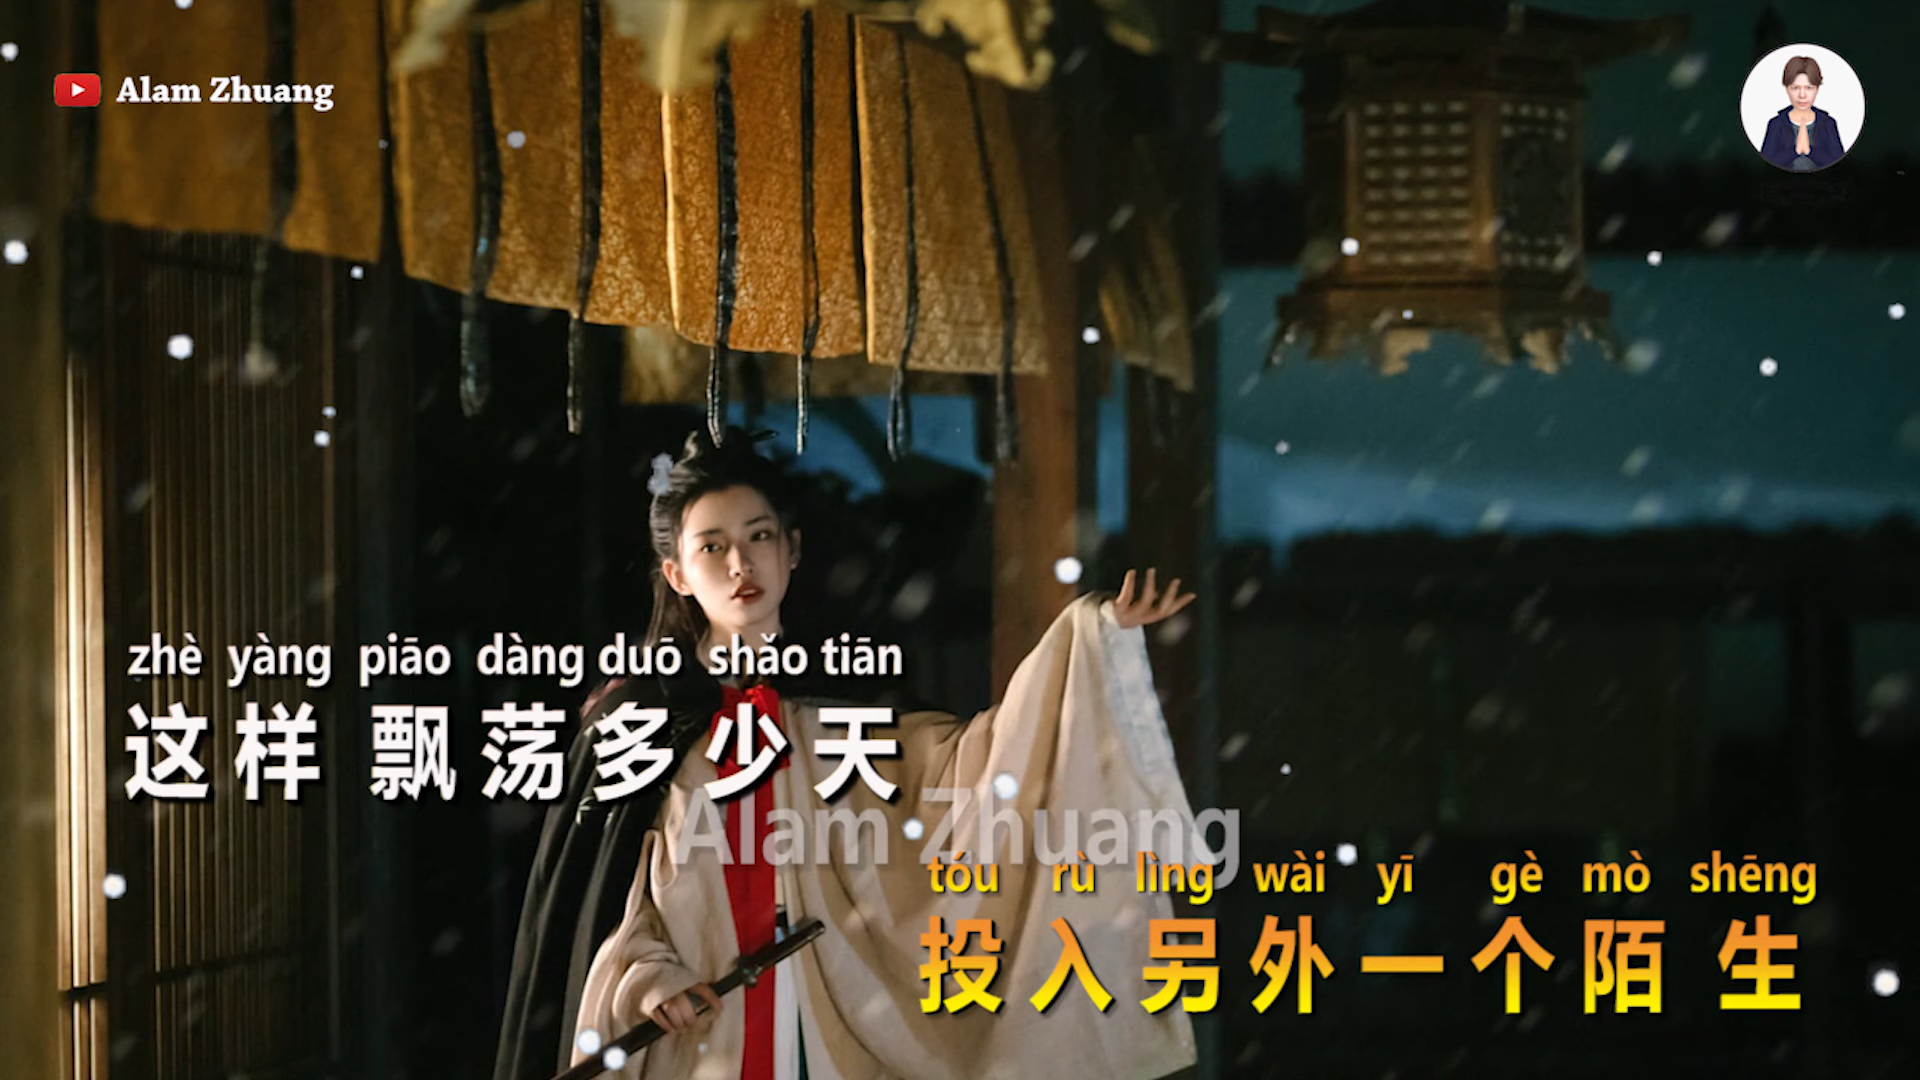 Alam Zhuang
zhè yàng piāo dàng duō shǎo tiān
这样 飘荡多少天
Alam Zhuang
tóu rù lìng wài yī gè mò shēng
投入另外一个陌生